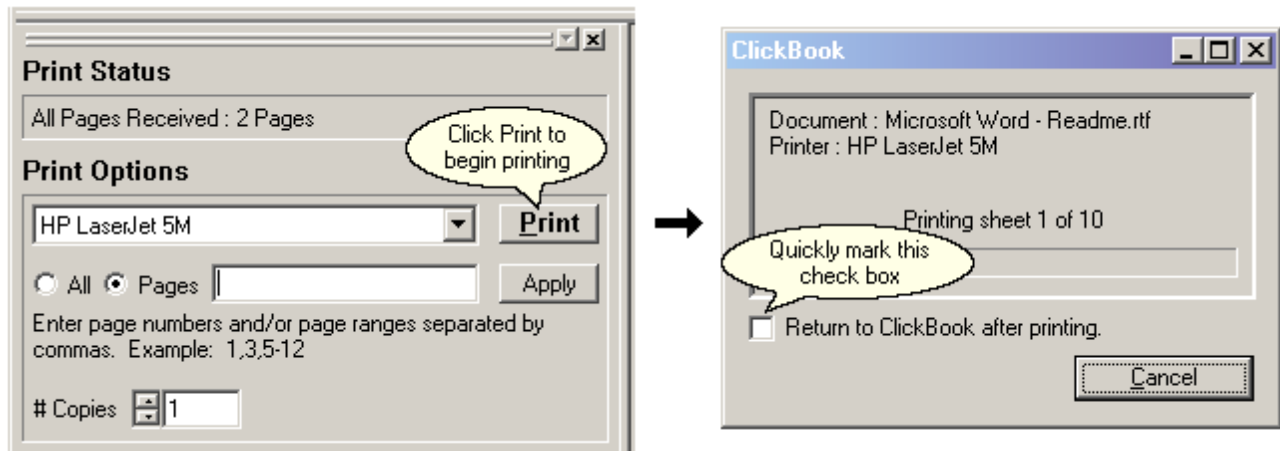 Print Status
All Pages Received : 2 Pages
Click Print to
begin printing
Print Options
HP LaserJet 5M
Print
All
Pages
Apply
Enter page numbers and/or page ranges separated by
commas.  Example:  1,3,5-12
# Copies
1
ClickBook
Document : Microsoft Word - Readme.rtf
Printer : HP LaserJet 5M
Printing sheet 1 of 10
Quickly mark this
check box
Return to ClickBook after printing.
Cancel